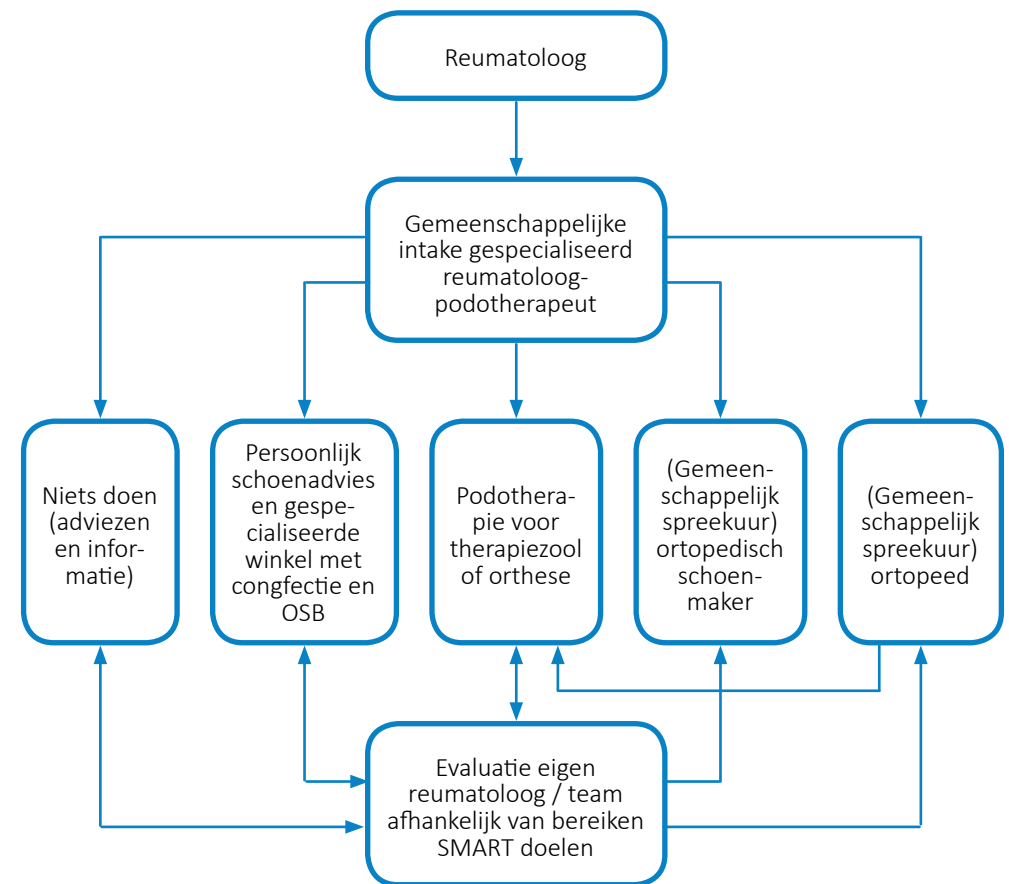 Reumatoloog
Gemeenschappelijke
intake gespecialiseerd
reumatoloog-
podotherapeut
Niets doen
(adviezen
en infor-
matie)
Persoonlijk
schoenadvies
en gespe-
cialiseerde
winkel met
congfectie en
OSB
Podothera-
pie voor
therapiezool
of orthese
(Gemeen-
schappelijk
spreekuur)
ortopedisch
schoen-
maker
(Gemeen-
schappelijk
spreekuur)
ortopeed
Evaluatie eigen
reumatoloog / team
afhankelijk van bereiken
SMART doelen